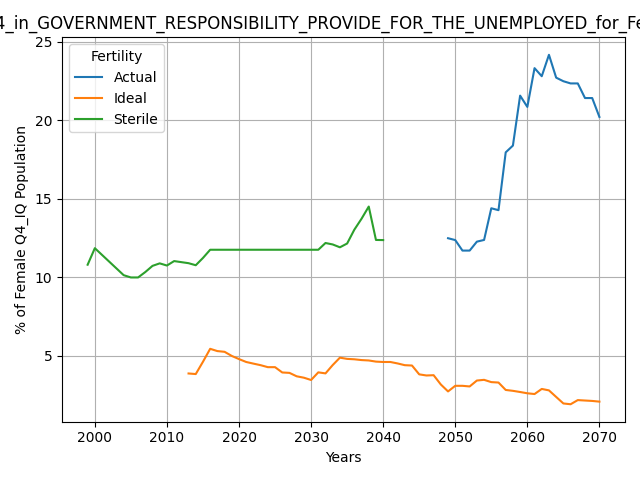 4_in_GOVERNMENT_RESPONSIBILITY_PROVIDE_FOR_THE_UNEMPLOYED_for_Fe
Fertility
Actual
Ideal
Sterile
25
20
15
10
5
% of Female Q4_IQ Population
2000 2010 2020 2030 2040 2050 2060 2070
Years